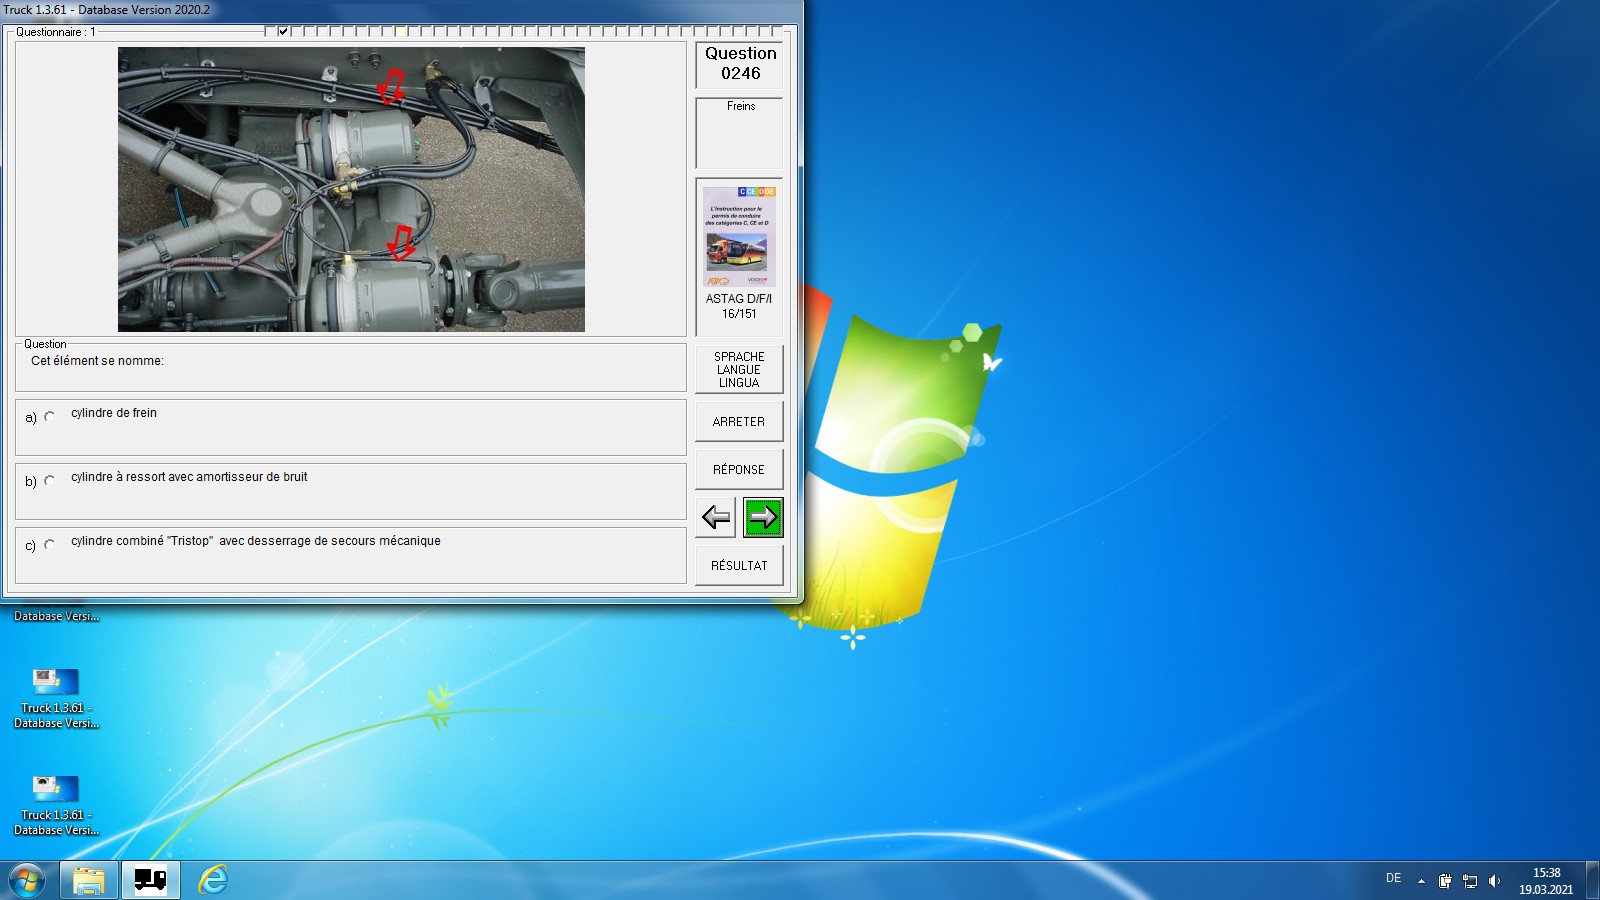 Truck 1.3.61 - Database Version 2020.2
Questionnaire : 1
Question
0246
Freins
C CE D DE
L'instruction pour le
permis de conduire
des catégories C, CE et D
ASTAG D/F/I
16/151
Question
Cet élément se nomme:
SPRACHE
LANGUE
LINGUA
a) cylindre de frein
ARRETER
b) cylindre à ressort avec amortisseur de bruit
RÉPONSE
c) cylindre combiné "Tristop" avec desserrage de secours mécanique
RÉSULTAT
Database Versi...
Truck 1.3.61 -
Database Versi...
Truck 1.3.61 -
Database Versi...
DE
15:38
19.03.2021